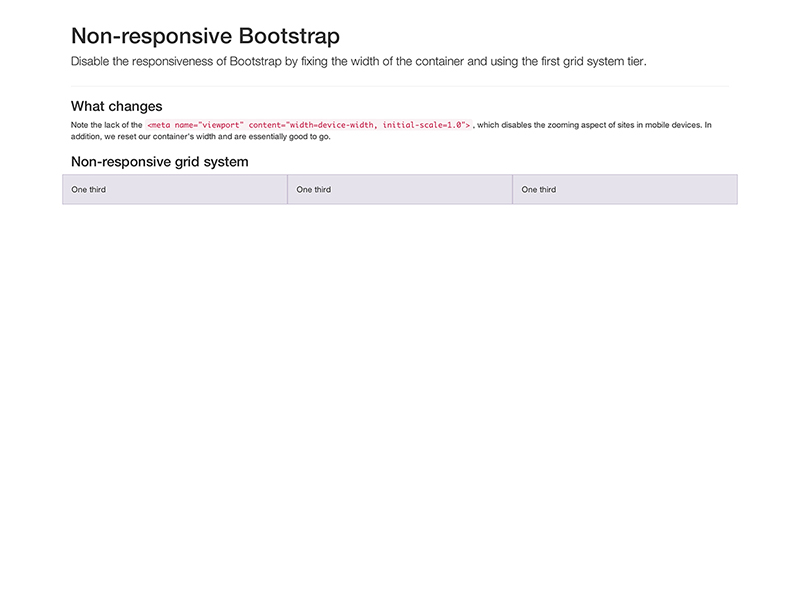 Non-responsive Bootstrap
Disable the responsiveness of Bootstrap by fixing the width of the container and using the first grid system tier.
What changes
Note the lack of the <meta name="viewport" content="width=device-width, initial-scale=1.0">, which disables the zooming aspect of sites in mobile devices. In
addition, we reset our container's width and are essentially good to go.
Non-responsive grid system
One third One third One third